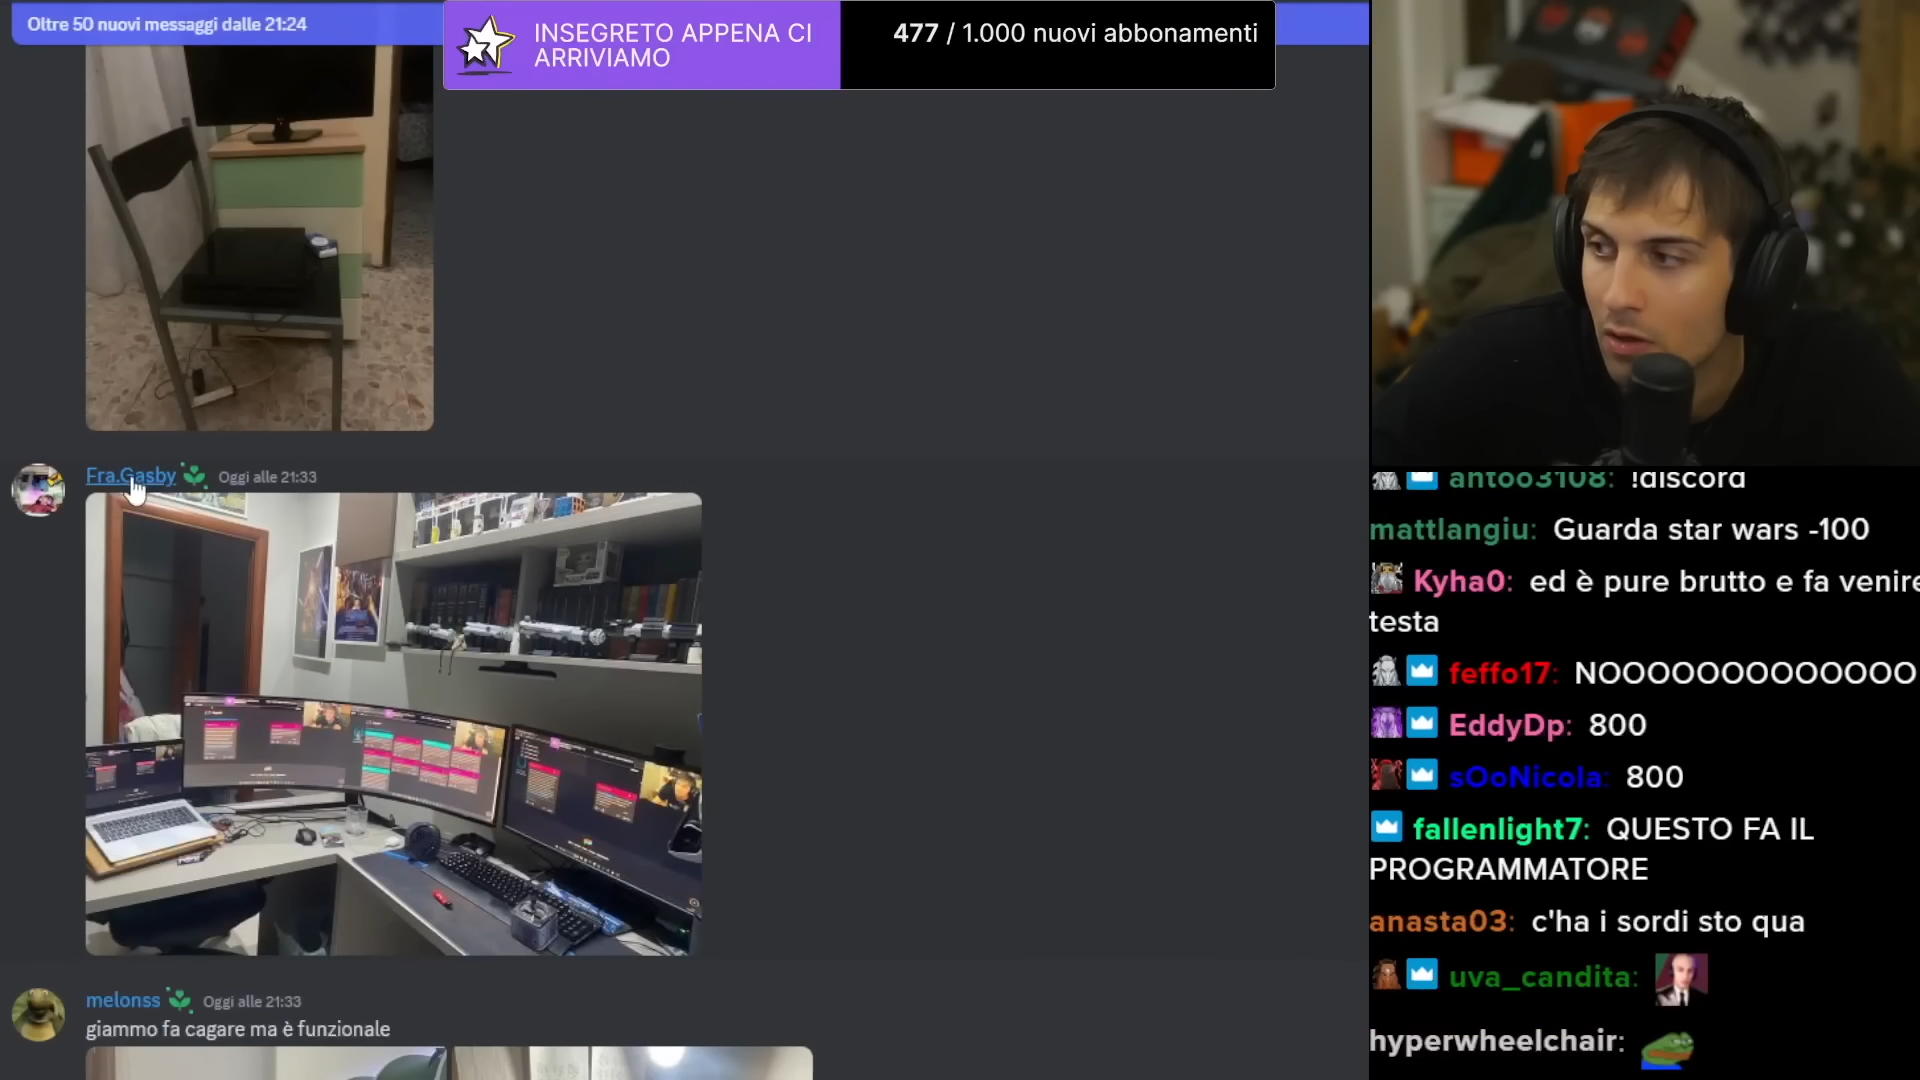 Oltre 50 nuovi messaggi dalle 21:24
INSEGRETO APPENA CI
ARRIVIAMO
477 / 1.000 nuovi abbonamenti
Fra.Gasby Oggi alle 21:33
melonss Oggi alle 21:33
giammo fa cagare ma è funzionale
antoo3108: !discord
mattlangiu: Guarda star wars -100
Kyha0: ed è pure brutto e fa venire
testa
feffo17: NOOOOOOOOOOOOO
EddyDp: 800
sOoNicola: 800
fallenlight7: QUESTO FA IL
PROGRAMMATORE
anasta03: c'ha i sordi sto qua
uva_candita:
hyperwheelchair: